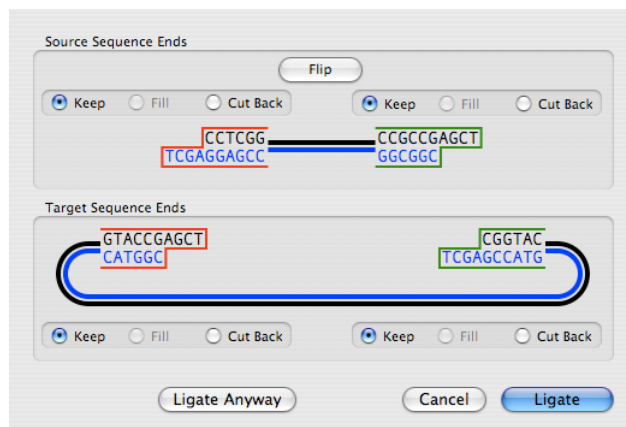 Source Sequence Ends
Flip
Keep Fill Cut Back Keep Fill Cut Back
CCTCGG CCGCCGAGCT
TCGAGGAGCC GGCGGC
Target Sequence Ends
GTACCGAGCT CGGTAC
CATGGC TCGAGCCATG
Keep Fill Cut Back Keep Fill Cut Back
Ligate Anyway Cancel Ligate